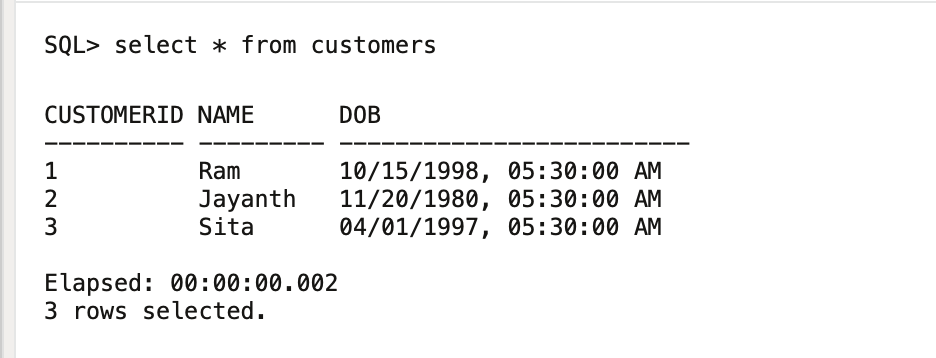 SQL> select * from customers
CUSTOMERID NAME      DOB
---------- --------- -------------------------
1          Ram       10/15/1998, 05:30:00 AM
2          Jayanth   11/20/1980, 05:30:00 AM
3          Sita      04/01/1997, 05:30:00 AM
Elapsed: 00:00:00.002
3 rows selected.